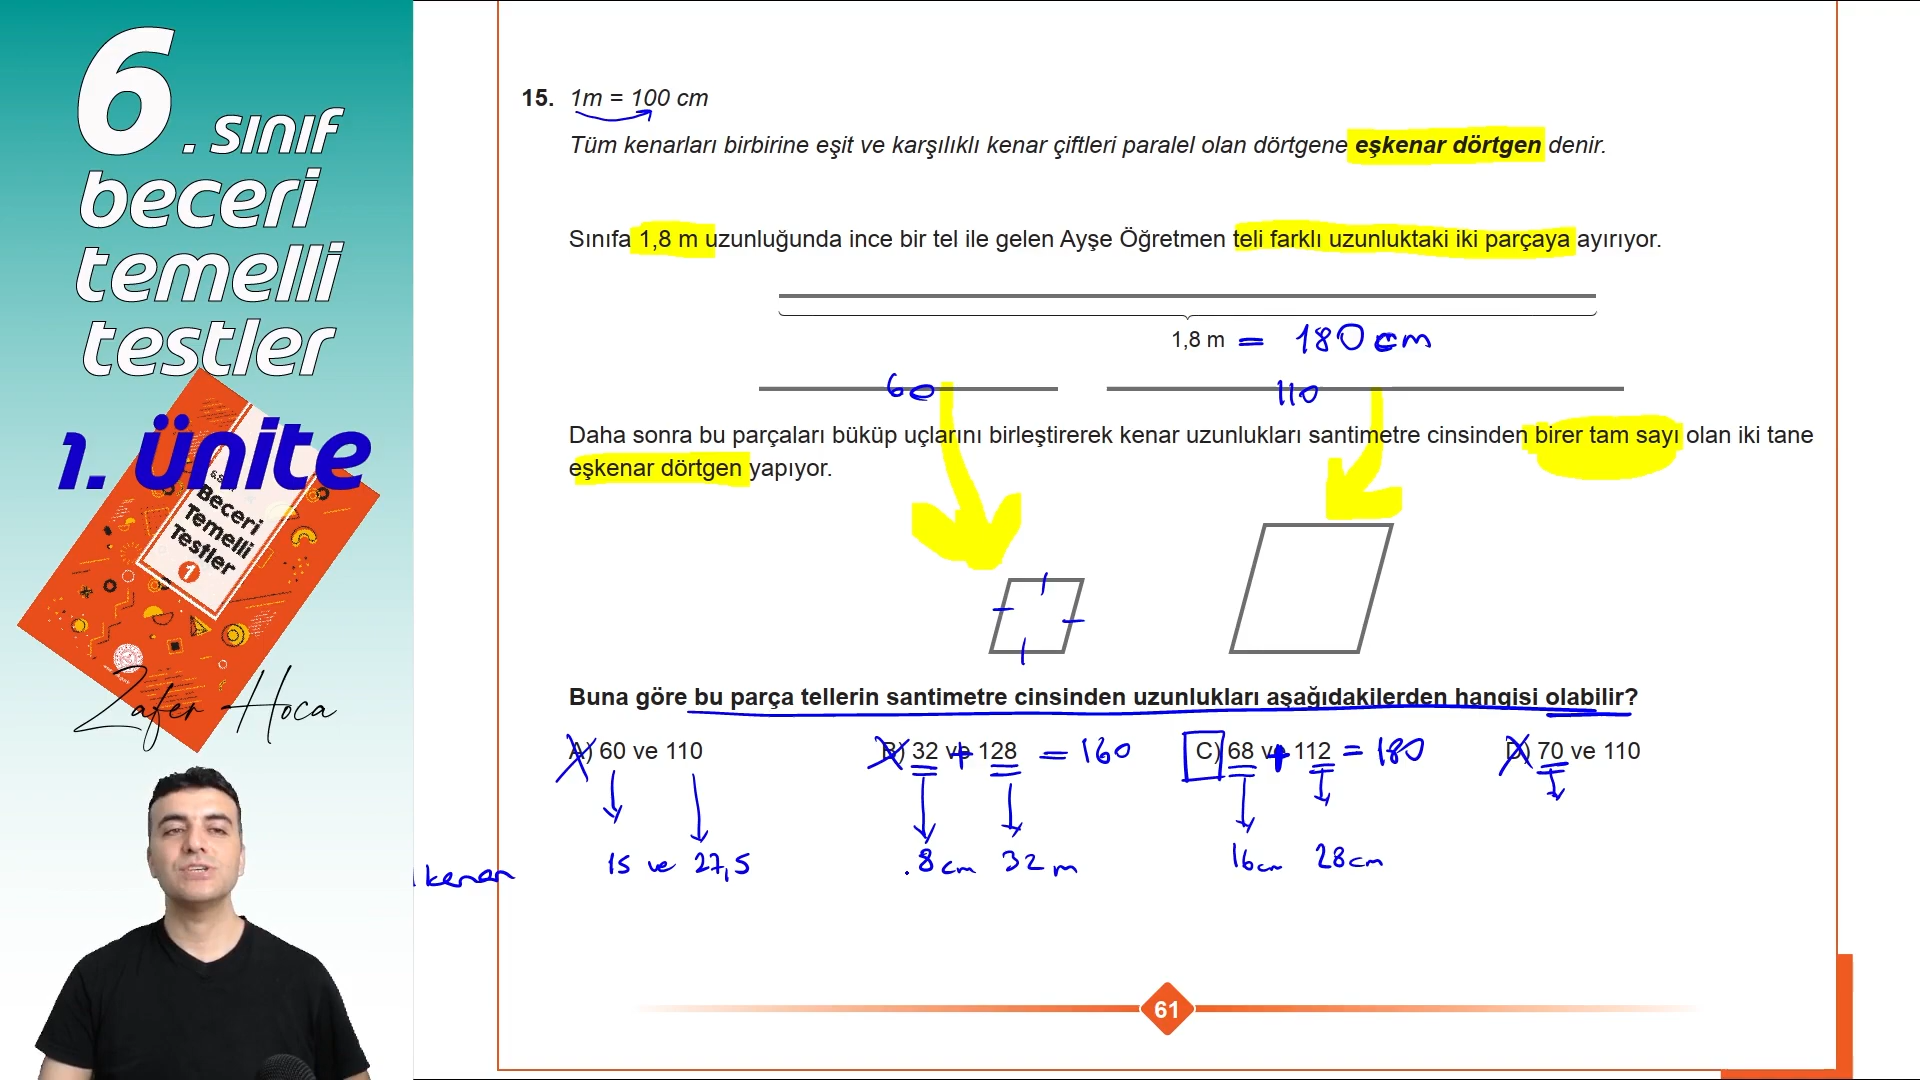 6. sınıf
beceri
temelli
testler
1. ünite
6.Sınıf
Beceri
Temelli
Testler
1
Zafer Hoca
15. 1m = 100 cm
Tüm kenarları birbirine eşit ve karşılıklı kenar çiftleri paralel olan dörtgene eşkenar dörtgen denir.
Sınıfa 1,8 m uzunluğunda ince bir tel ile gelen Ayşe Öğretmen teli farklı uzunluktaki iki parçaya ayırıyor.
1,8 m = 180 cm
60 110
Daha sonra bu parçaları büküp uçlarını birleştirerek kenar uzunlukları santimetre cinsinden birer tam sayı olan iki tane
eşkenar dörtgen yapıyor.
Buna göre bu parça tellerin santimetre cinsinden uzunlukları aşağıdakilerden hangisi olabilir?
A) 60 ve 110 B) 32 ve 128 = 160 C) 68 ve 112 = 180 D) 70 ve 110
kenar 15 ve 27,5 8 cm 32 m 16 cm 28 cm
61